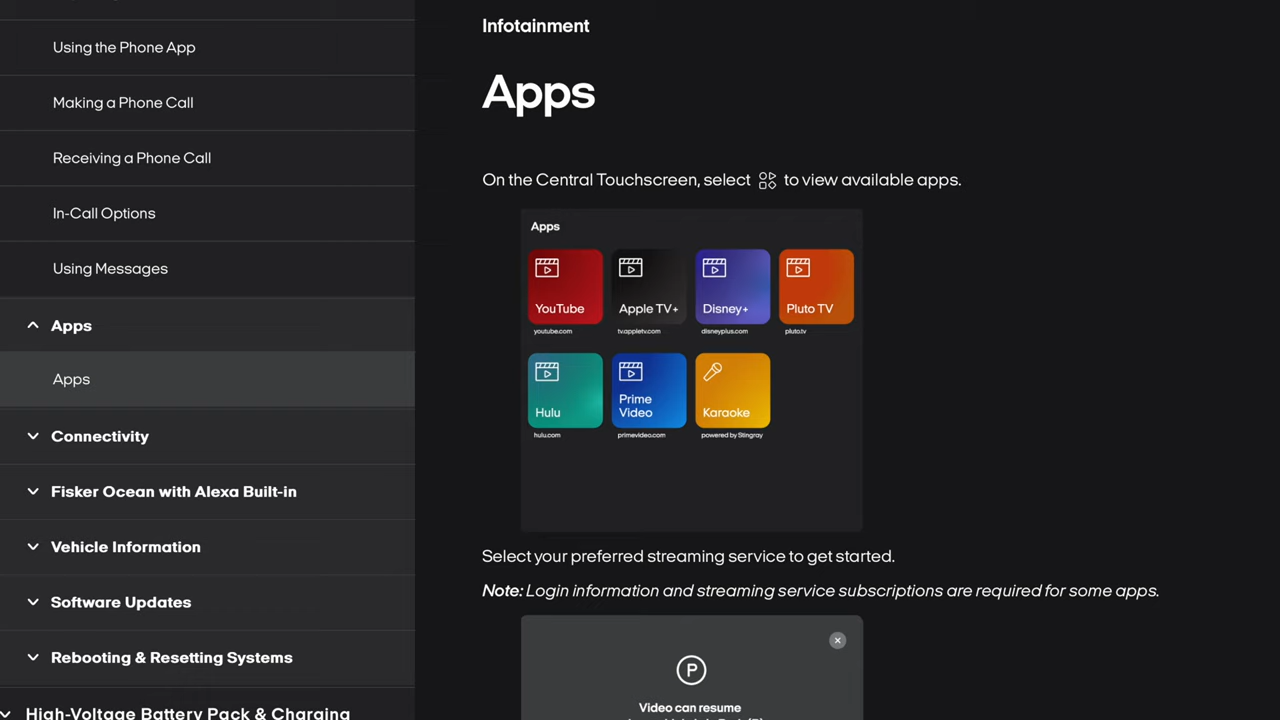 Using the Phone App
Making a Phone Call
Receiving a Phone Call
In-Call Options
Using Messages
Apps
Apps
Connectivity
Fisker Ocean with Alexa Built-in
Vehicle Information
Software Updates
Rebooting & Resetting Systems
High-Voltage Battery Pack & Charging
Infotainment
Apps
On the Central Touchscreen, select to view available apps.
Apps
YouTube
youtube.com
Apple TV+
tv.appletv.com
Disney+
disneyplus.com
Pluto TV
pluto.tv
Hulu
hulu.com
Prime
Video
primevideo.com
Karaoke
powered by Stingray
Select your preferred streaming service to get started.
Note: Login information and streaming service subscriptions are required for some apps.
P
Video can resume